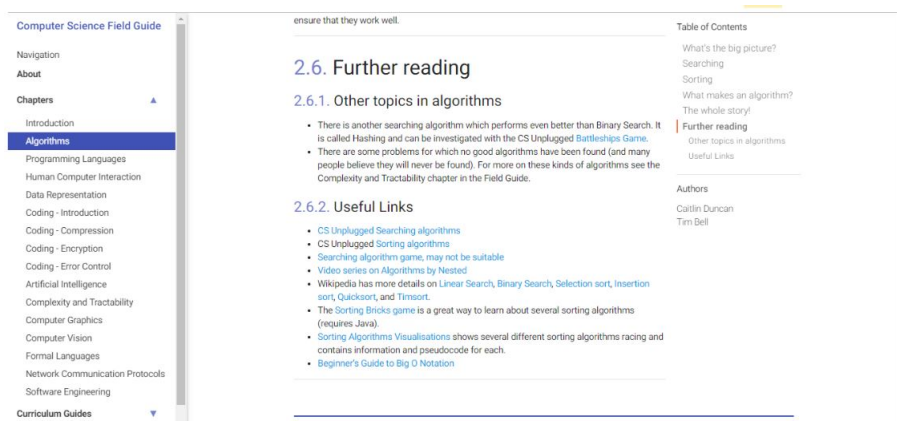 Computer Science Field Guide
Navigation
About
Chapters
Introduction
Algorithms
Programming Languages
Human Computer Interaction
Data Representation
Coding - Introduction
Coding - Compression
Coding - Encryption
Coding - Error Control
Artificial Intelligence
Complexity and Tractability
Computer Graphics
Computer Vision
Formal Languages
Network Communication Protocols
Software Engineering
Curriculum Guides
ensure that they work well.
2.6. Further reading
2.6.1. Other topics in algorithms
There is another searching algorithm which performs even better than Binary Search. It
is called Hashing and can be investigated with the CS Unplugged Battleships Game.
There are some problems for which no good algorithms have been found (and many
people believe they will never be found). For more on these kinds of algorithms see the
Complexity and Tractability chapter in the Field Guide.
2.6.2. Useful Links
CS Unplugged Searching algorithms
CS Unplugged Sorting algorithms
Searching algorithm game, may not be suitable
Video series on Algorithms by Nested
Wikipedia has more details on Linear Search, Binary Search, Selection sort, Insertion
sort, Quicksort, and Timsort.
The Sorting Bricks game is a great way to learn about several sorting algorithms
(requires Java).
Sorting Algorithms Visualisations shows several different sorting algorithms racing and
contains information and pseudocode for each.
Beginner's Guide to Big O Notation
Table of Contents
What's the big picture?
Searching
Sorting
What makes an algorithm?
The whole story!
Further reading
Other topics in algorithms
Useful Links
Authors
Caitlin Duncan
Tim Bell